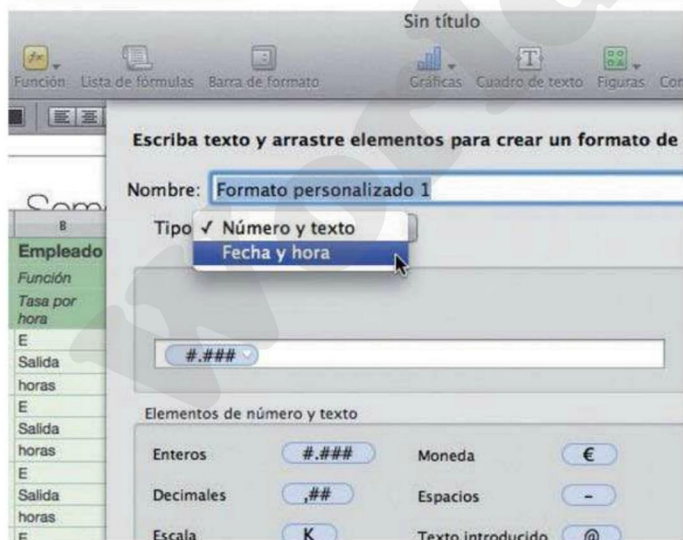 Sin título
Función Lista de fórmulas Barra de formato Gráficas Cuadro de texto Figuras
Escriba texto y arrastre elementos para crear un formato de
Nombre: Formato personalizado 1
Tipo ✓ Número y texto
Fecha y hora
B
Empleado
Función
Tasa por
hora
E
Salida
horas
E
Salida
horas
E
Salida
horas
E
#.###
Elementos de número y texto
Enteros #.### Moneda €
Decimales ,## Espacios -
Escala K Texto introducido @